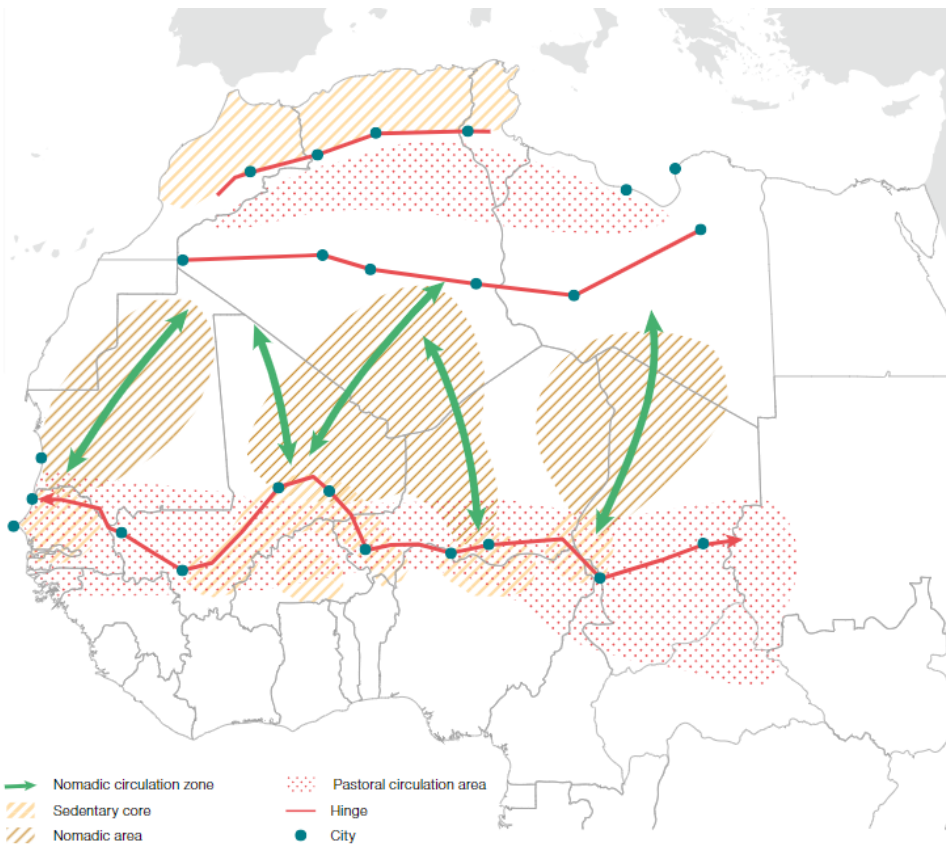 Nomadic circulation zone
Sedentary core
Nomadic area
Pastoral circulation area
Hinge
City